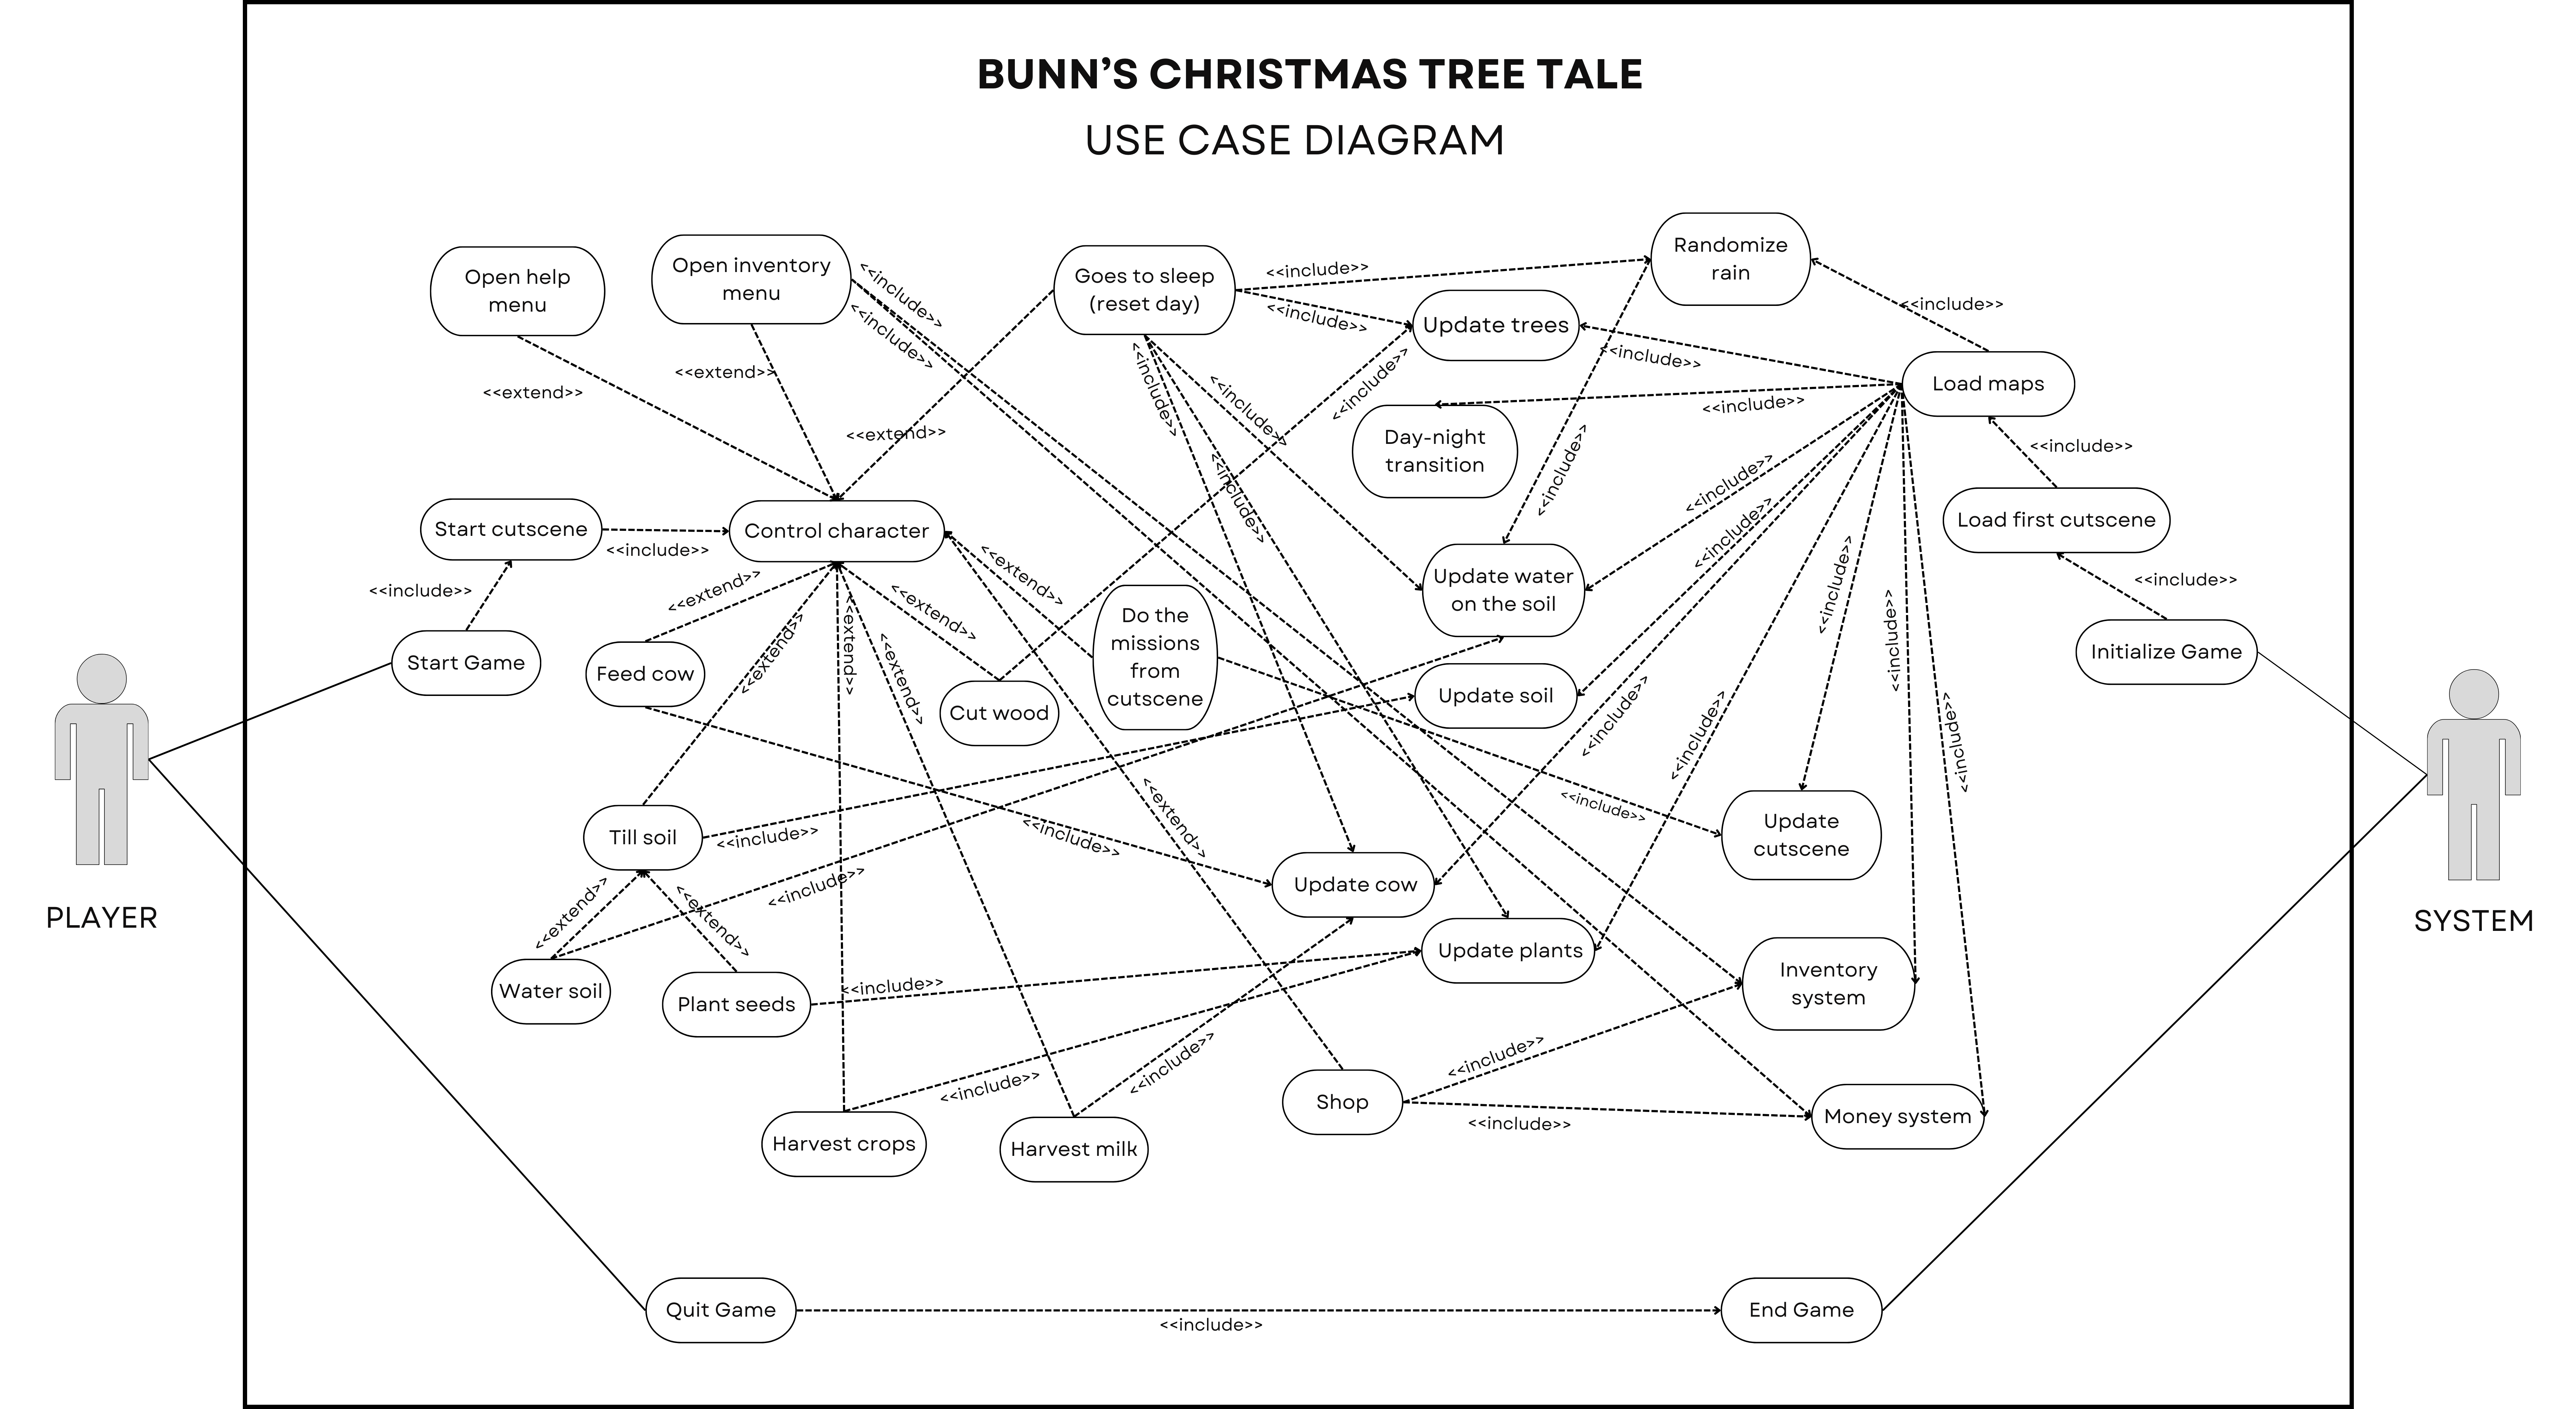 BUNN'S CHRISTMAS TREE TALE
USE CASE DIAGRAM
Open help
menu
Open inventory
menu
Goes to sleep
(reset day)
Randomize
rain
<<include>>
<<include>>
<<include>>
<<include>>
<<include>>
Update trees
<<include>>
<<include>>
<<include>>
<<include>>
<<include>>
Load maps
<<extend>>
<<extend>>
<<extend>>
<<include>>
Day-night
transition
<<include>>
<<include>>
<<include>>
<<include>>
<<include>>
Start cutscene
<<include>>
Control character
Load first cutscene
<<include>>
<<include>>
<<extend>>
<<extend>>
<<extend>>
<<extend>>
<<extend>>
<<extend>>
Do the
missions
from
cutscene
Update water
on the soil
<<include>>
<<include>>
<<include>>
Start Game
Feed cow
Cut wood
Update soil
Initialize Game
<<include>>
<<include>>
<<include>>
PLAYER
SYSTEM
Till soil
<<include>>
<<include>>
<<extend>>
<<include>>
Update
cutscene
<<extend>>
<<extend>>
<<include>>
Update cow
Water soil
Plant seeds
<<include>>
Update plants
Inventory
system
<<include>>
<<include>>
<<include>>
<<include>>
Shop
Money system
Harvest crops
Harvest milk
Quit Game
<<include>>
End Game